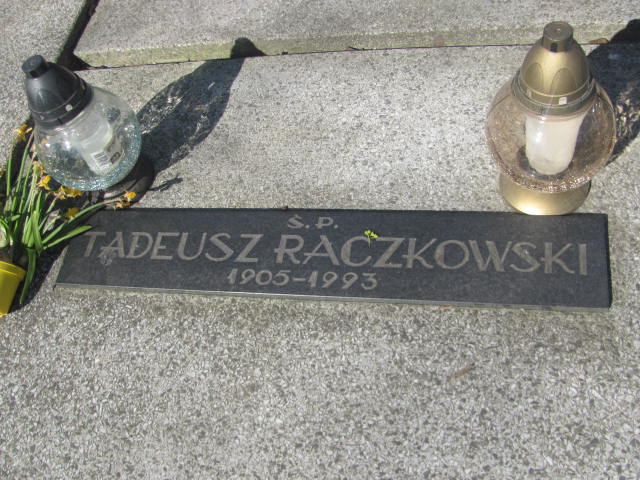 Ś.P.
TADEUSZ RACZKOWSKI
1905-1993